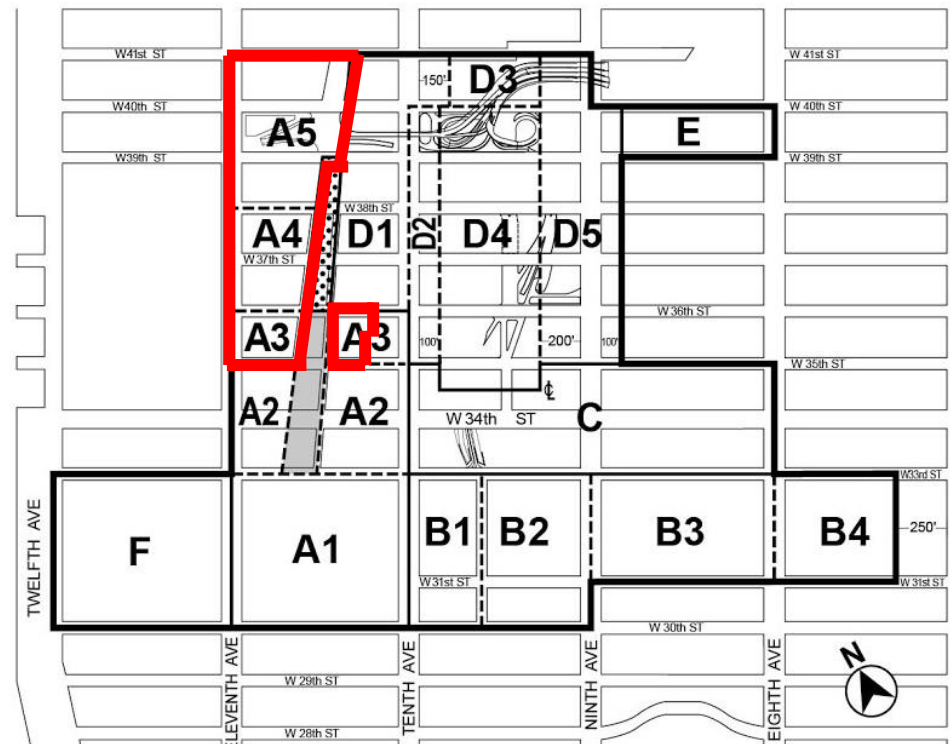 W41st ST
W 41st ST
150'
D3
W40th ST
W 40th ST
A5
E
W39th ST
W 39th ST
W 38th ST
A4
D1
D2
D4
D5
W 37th ST
W 36th ST
A3
A3
100'
200'
100'
W 35th ST
A2
A2
W 34th ST
C
CL
W33rd ST
F
A1
B1
B2
B3
B4
250'
W 31st ST
W 31st ST
W 30th ST
TWELFTH AVE
ELEVENTH AVE
TENTH AVE
NINTH AVE
EIGHTH AVE
N
W 29th ST
W 28th ST